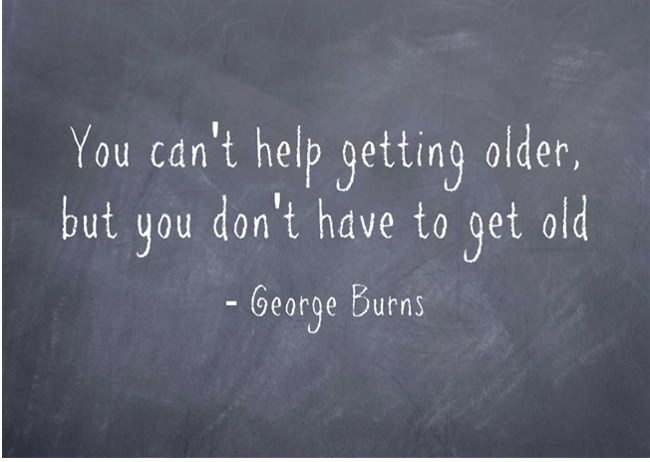 You can't help getting older,
but you don't have to get old
- George Burns